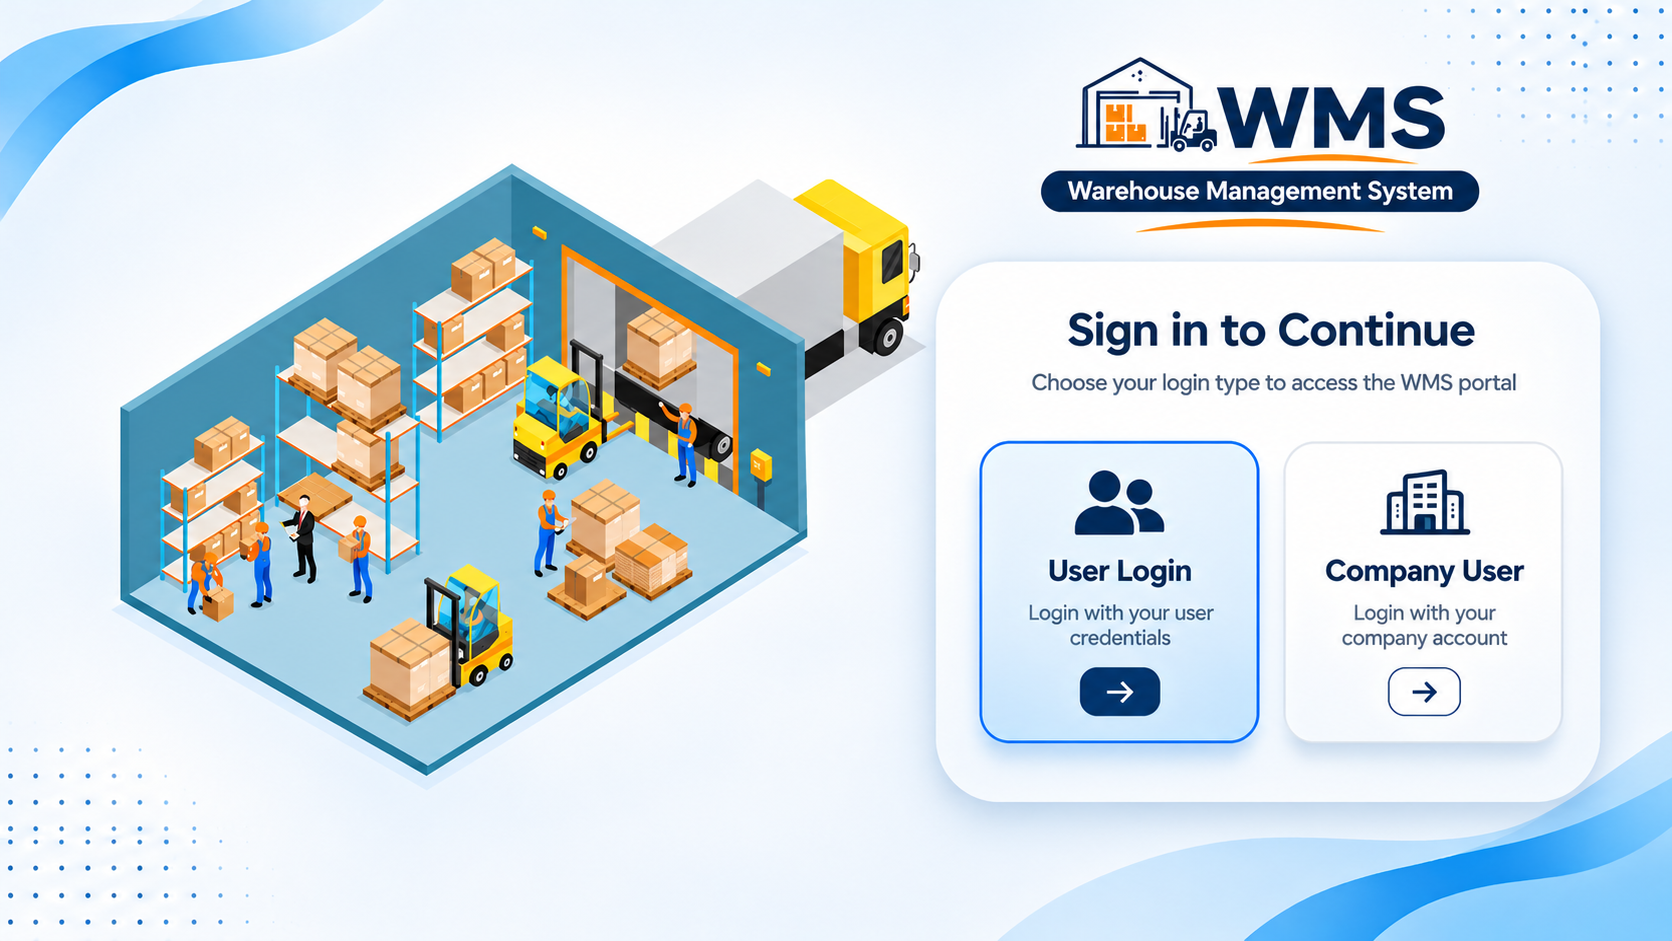 WMS
Warehouse Management System
Sign in to Continue
Choose your login type to access the WMS portal
User Login
Login with your user
credentials
Company User
Login with your
company account